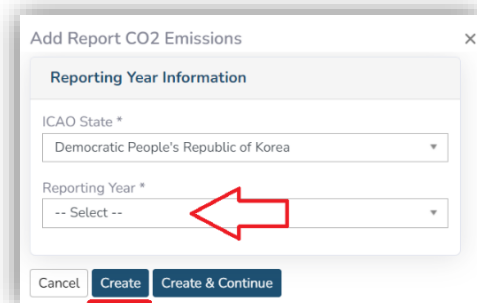 Add Report CO2 Emissions ×
Reporting Year Information
ICAO State *
Democratic People's Republic of Korea
Reporting Year *
-- Select --
Cancel Create Create & Continue